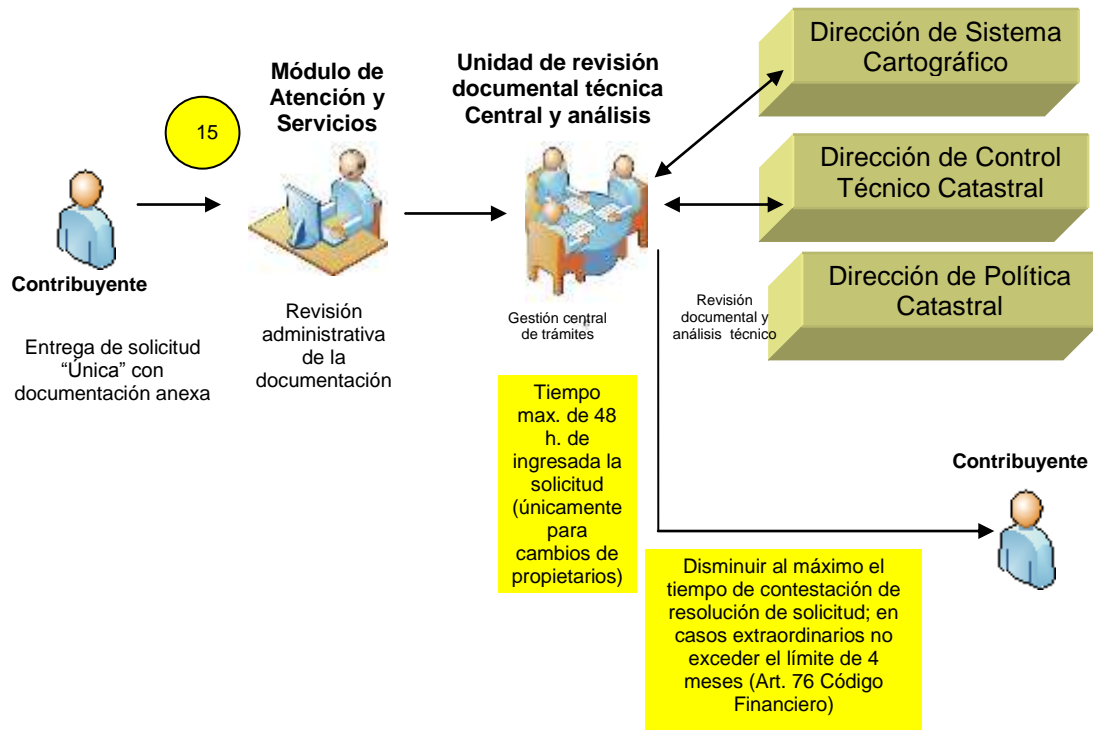 15
Módulo de
Atención y
Servicios
Unidad de revisión
documental técnica
Central y análisis
Dirección de Sistema
Cartográfico
Dirección de Control
Técnico Catastral
Dirección de Política
Catastral
Contribuyente
Entrega de solicitud
“Única” con
documentación anexa
Revisión
administrativa
de la
documentación
Gestión central
de trámites
Revisión
documental y
análisis técnico
Tiempo
max. de 48
h. de
ingresada la
solicitud
(únicamente
para
cambios de
propietarios)
Contribuyente
Disminuir al máximo el
tiempo de contestación de
resolución de solicitud; en
casos extraordinarios no
exceder el límite de 4
meses (Art. 76 Código
Financiero)